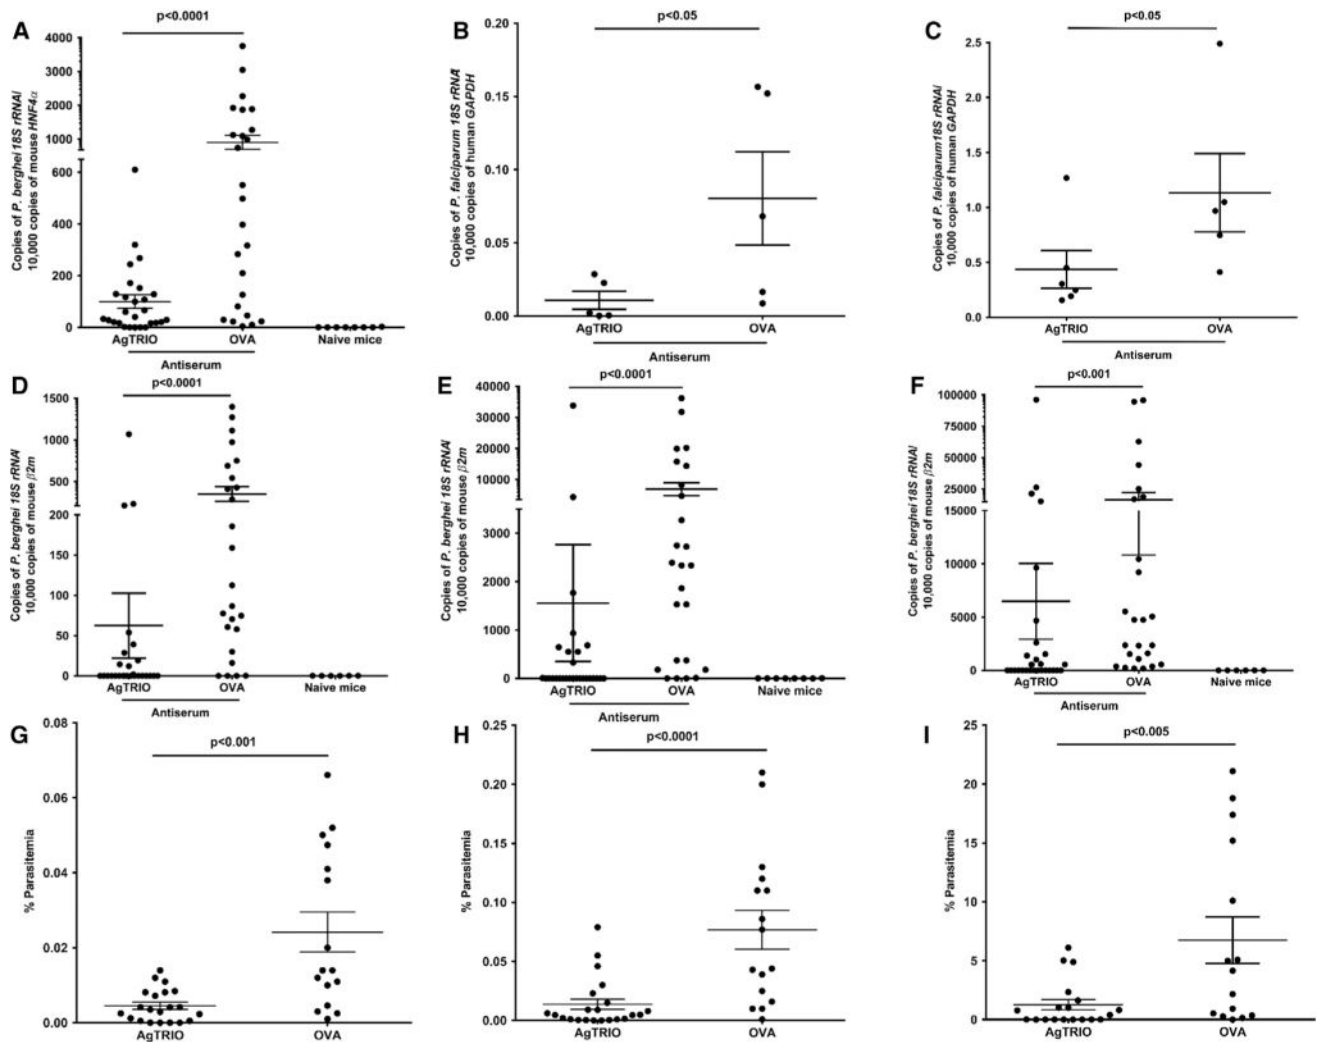 A
p<0.0001
Copies of P. berghei 18S rRNA/
10,000 copies of mouse HNF4α
4000
3000
2000
1000
600
400
200
0
AgTRIO OVA Naive mice
Antiserum
B
p<0.05
Copies of P. falciparum 18S rRNA/
10,000 copies of human GAPDH
0.20
0.15
0.10
0.05
0.00
AgTRIO OVA
Antiserum
C
p<0.05
Copies of P. falciparum 18S rRNA/
10,000 copies of human GAPDH
2.5
2.0
1.5
1.0
0.5
0.0
AgTRIO OVA
Antiserum
D
p<0.0001
Copies of P. berghei 18S rRNA/
10,000 copies of mouse β2m
1500
1000
500
200
150
100
50
0
AgTRIO OVA Naive mice
Antiserum
E
p<0.0001
Copies of P. berghei 18S rRNA/
10,000 copies of mouse β2m
40000
30000
20000
10000
3000
2000
1000
0
AgTRIO OVA Naive mice
Antiserum
F
p<0.001
Copies of P. berghei 18S rRNA/
10,000 copies of mouse β2m
100000
75000
50000
25000
15000
10000
5000
0
AgTRIO OVA Naive mice
Antiserum
G
p<0.001
% Parasitemia
0.08
0.06
0.04
0.02
0.00
AgTRIO OVA
H
p<0.0001
% Parasitemia
0.25
0.20
0.15
0.10
0.05
0.00
AgTRIO OVA
I
p<0.005
% Parasitemia
25
20
15
10
5
0
AgTRIO OVA